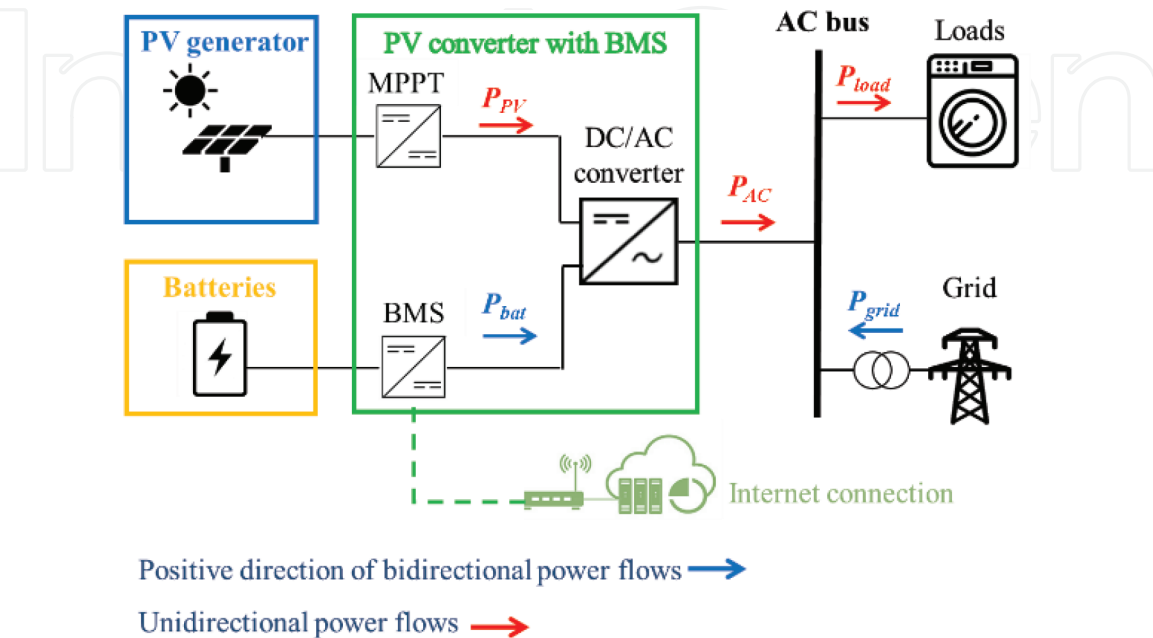 PV generator
PV converter with BMS
AC bus
Loads
MPPT
P_PV
P_load
DC/AC
converter
P_AC
Batteries
BMS
P_bat
P_grid
Grid
Internet connection
Positive direction of bidirectional power flows
Unidirectional power flows